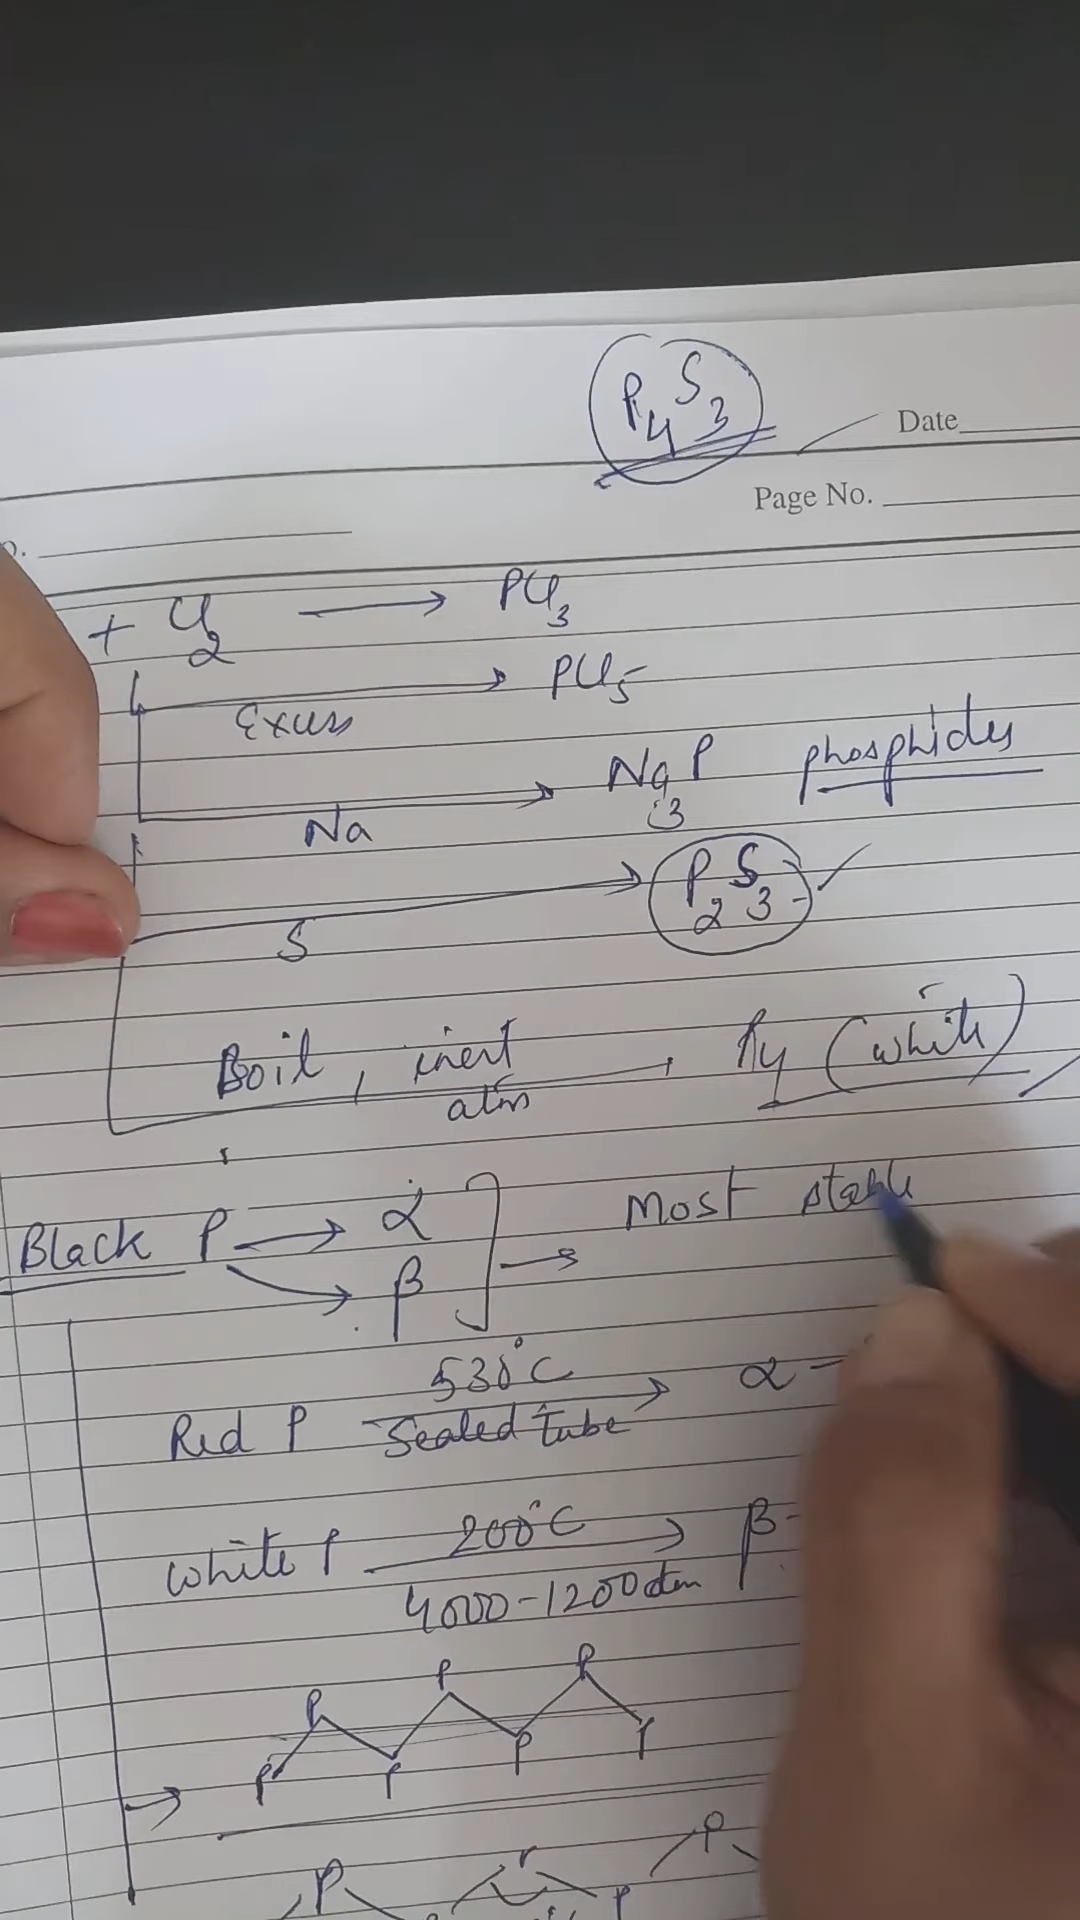 P4S3
Date
Page No.
+ Cl2 → PCl3
Excess → PCl5
Na → Na3P phosphides
S → P2S3
Boil, inert atm P4 (white)
Black P → α
β → Most stable
Red P 530°C Sealed tube → α -
White P 200°C 4000-1200 atm → β -
P P P
P P P P
P P P
P